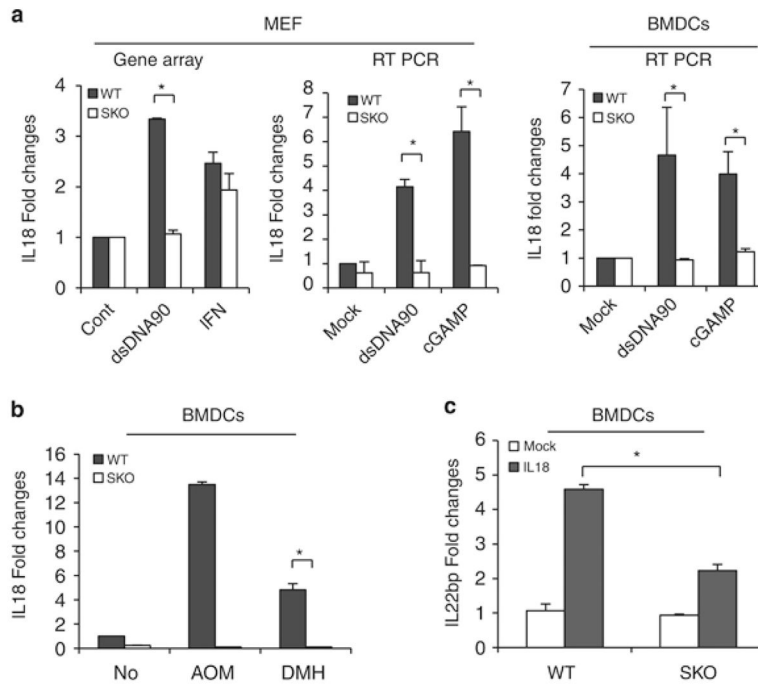 a
MEF
BMDCs
Gene array
RT PCR
RT PCR
IL18 Fold changes
4
3
2
1
0
WT
SKO
*
Cont
dsDNA90
IFN
IL18 Fold changes
8
7
6
5
4
3
2
1
0
WT
SKO
*
*
Mock
dsDNA90
cGAMP
IL18 fold changes
7
6
5
4
3
2
1
0
WT
SKO
*
*
Mock
dsDNA90
cGAMP
b
BMDCs
IL18 Fold changes
16
14
12
10
8
6
4
2
0
WT
SKO
*
No
AOM
DMH
c
BMDCs
IL22bp Fold changes
6
5
4
3
2
1
0
Mock
IL18
*
WT
SKO